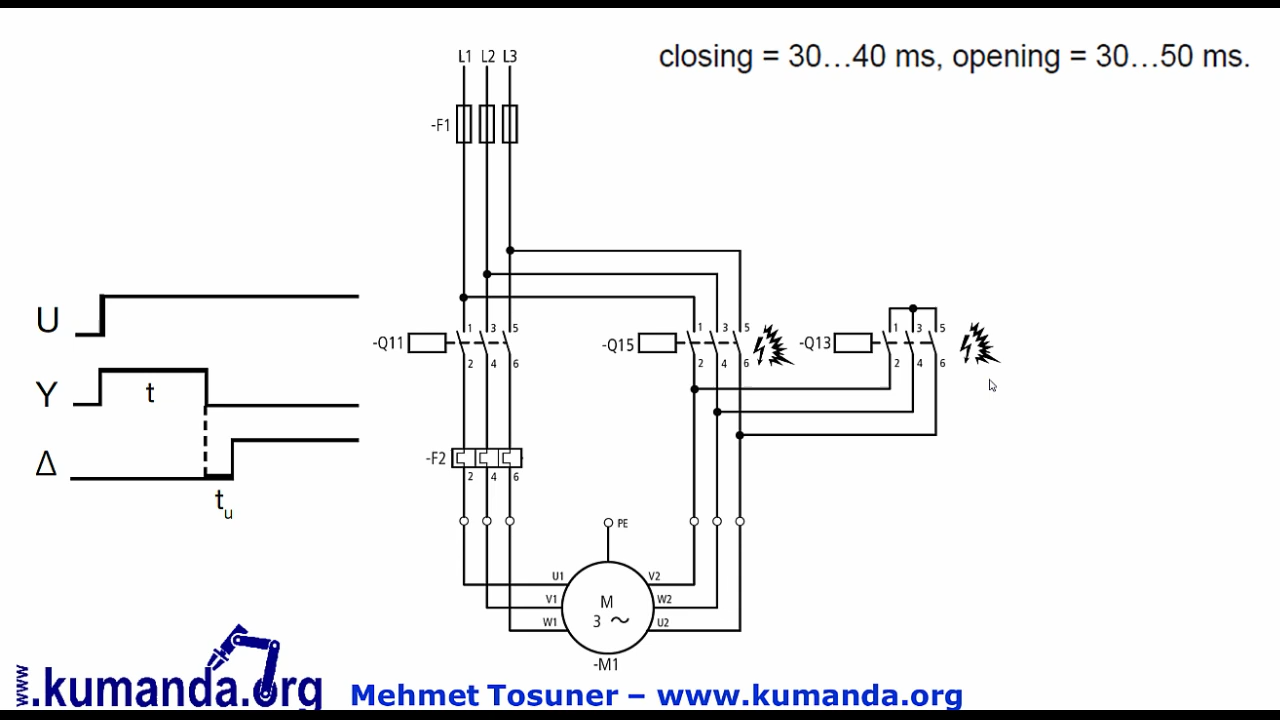 closing = 30…40 ms, opening = 30…50 ms.
L1 L2 L3
-F1
U
Y t
Δ
tu
-Q11 1 3 5
2 4 6
-Q15 1 3 5
2 4 6
-Q13 1 3 5
2 4 6
-F2
2 4 6
PE
U1 V2
V1 W2
W1 U2
M
3 ~
-M1
www.kumanda.org
Mehmet Tosuner – www.kumanda.org